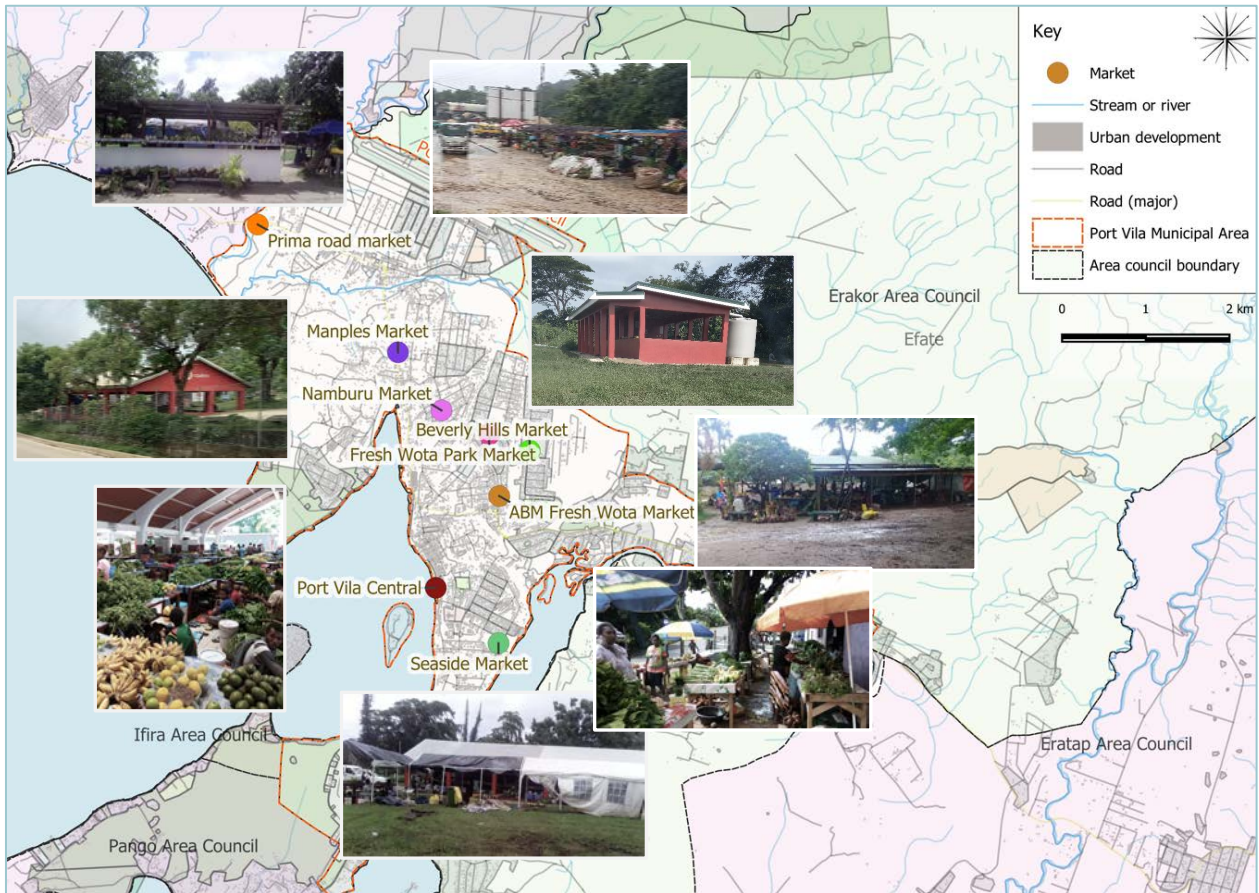 Key
Market
Stream or river
Urban development
Road
Road (major)
Port Vila Municipal Area
Area council boundary
0 1 2 km
Prima road market
Manples Market
Namburu Market
Beverly Hills Market
Fresh Wota Park Market
ABM Fresh Wota Market
Port Vila Central
Seaside Market
Erakor Area Council
Efate
Ifira Area Council
Pango Area Council
Eratap Area Council